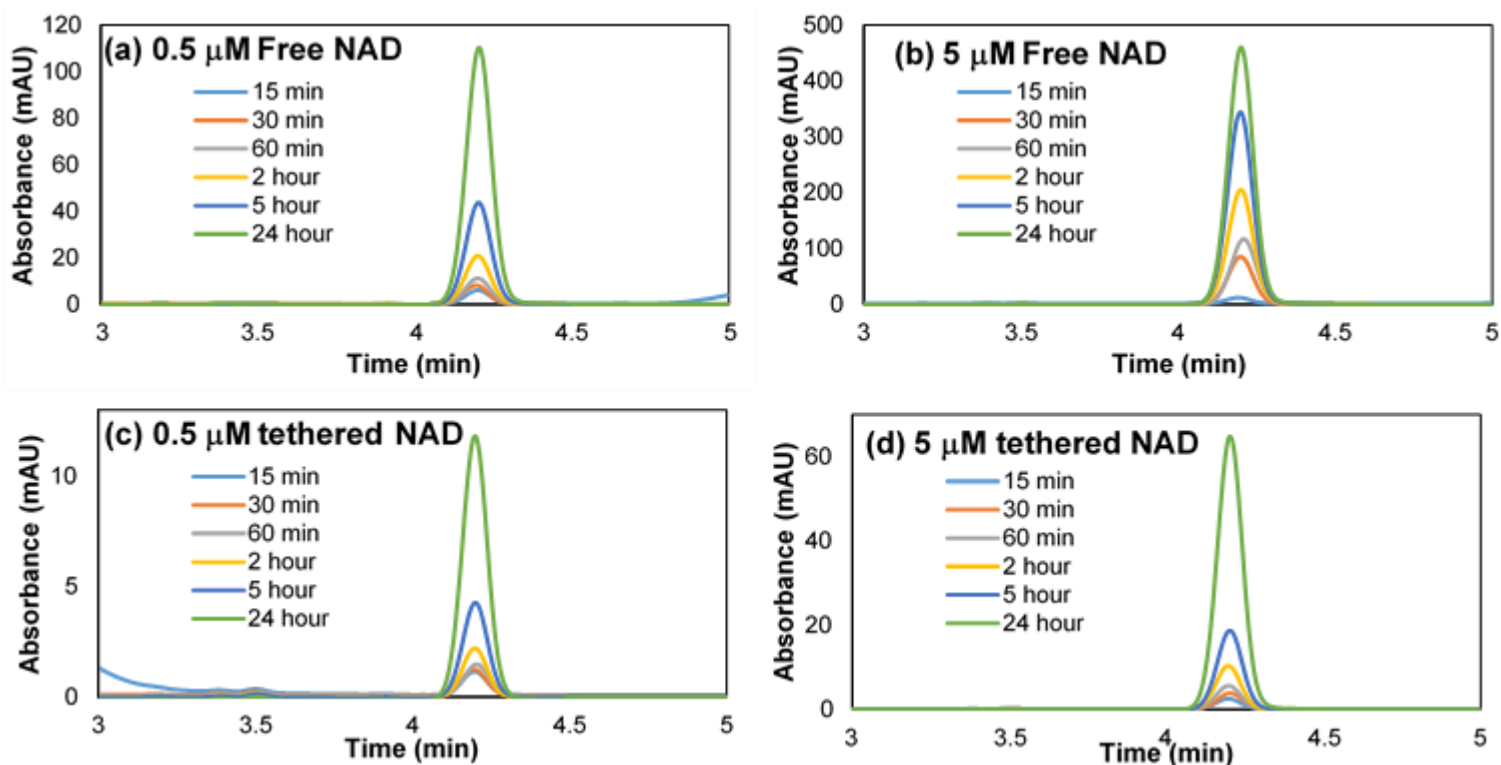 (a) 0.5 μM Free NAD
Absorbance (mAU)
120
100
80
60
40
20
0
15 min
30 min
60 min
2 hour
5 hour
24 hour
3
3.5
4
4.5
5
Time (min)
(b) 5 μM Free NAD
Absorbance (mAU)
500
400
300
200
100
0
15 min
30 min
60 min
2 hour
5 hour
24 hour
3
3.5
4
4.5
5
Time (min)
(c) 0.5 μM tethered NAD
Absorbance (mAU)
10
5
0
15 min
30 min
60 min
2 hour
5 hour
24 hour
3
3.5
4
4.5
5
Time (min)
(d) 5 μM tethered NAD
Absorbance (mAU)
60
40
20
0
15 min
30 min
60 min
2 hour
5 hour
24 hour
3
3.5
4
4.5
5
Time (min)